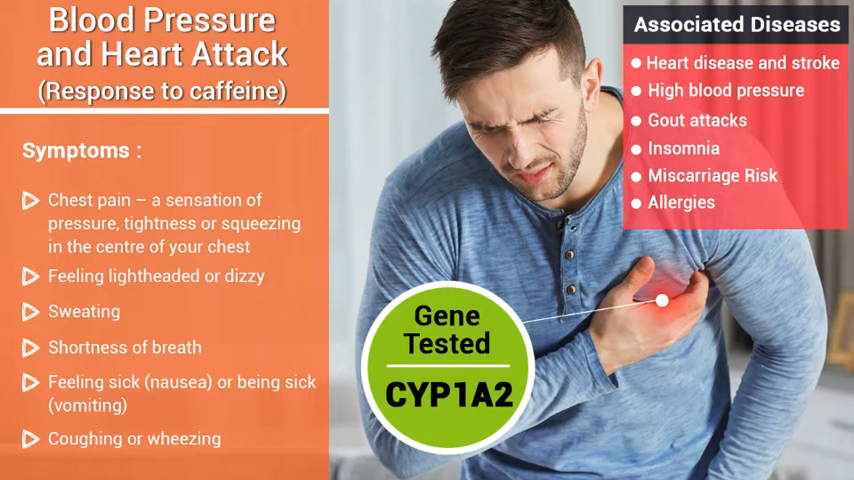 Blood Pressure
and Heart Attack
(Response to caffeine)
Symptoms :
Chest pain – a sensation of
pressure, tightness or squeezing
in the centre of your chest
Feeling lightheaded or dizzy
Sweating
Shortness of breath
Feeling sick (nausea) or being sick
(vomiting)
Coughing or wheezing
Gene
Tested
CYP1A2
Associated Diseases
Heart disease and stroke
High blood pressure
Gout attacks
Insomnia
Miscarriage Risk
Allergies